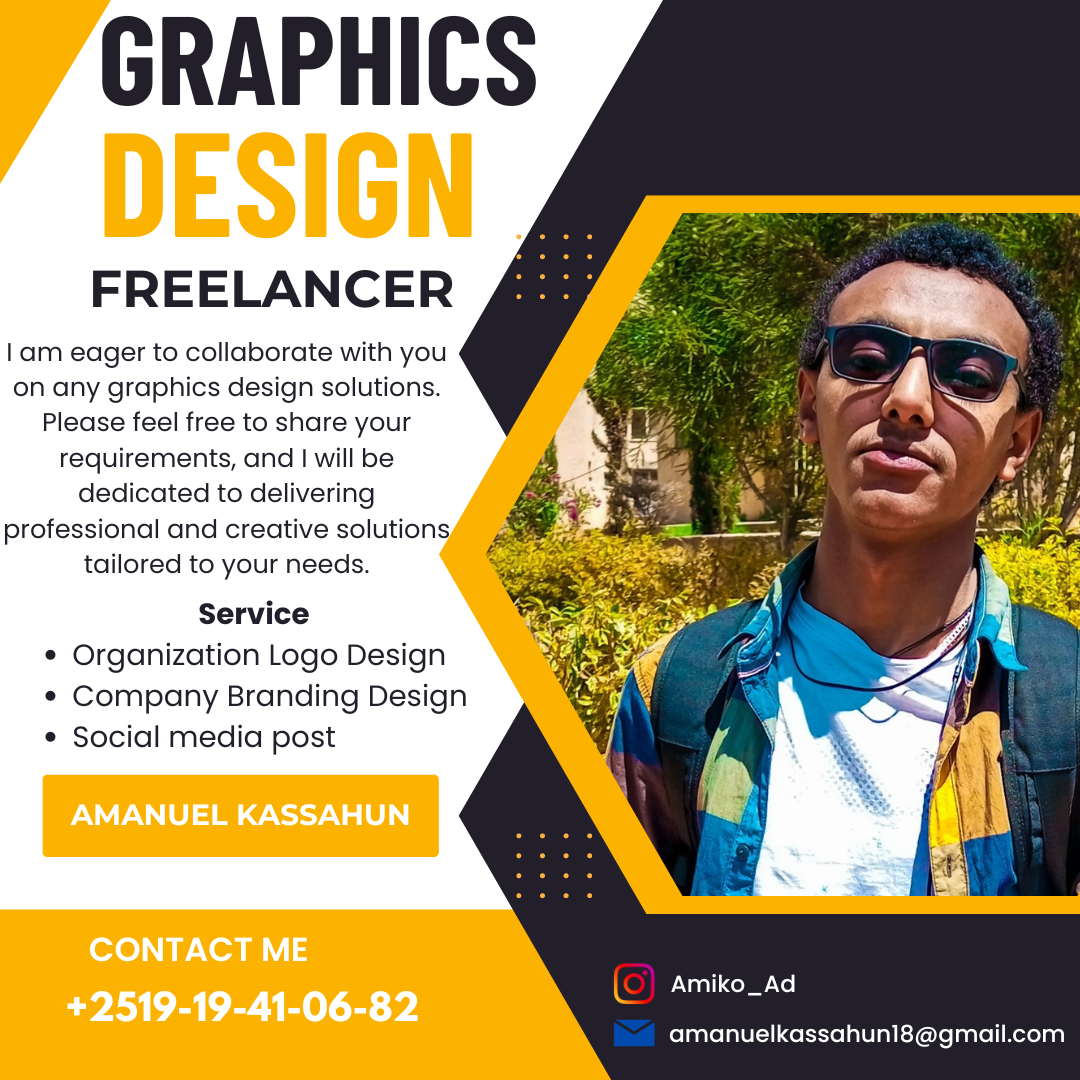 GRAPHICS
DESIGN
FREELANCER
I am eager to collaborate with you
on any graphics design solutions.
Please feel free to share your
requirements, and I will be
dedicated to delivering
professional and creative solutions
tailored to your needs.
Service
• Organization Logo Design
• Company Branding Design
• Social media post
AMANUEL KASSAHUN
CONTACT ME
+2519-19-41-06-82
Amiko_Ad
amanuelkassahun18@gmail.com